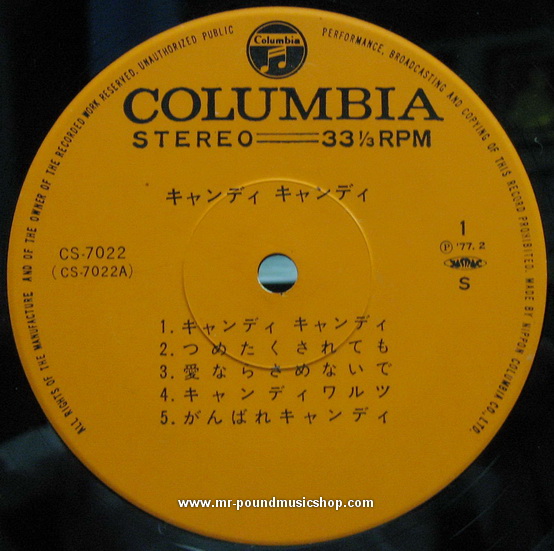 ALL RIGHTS OF THE MANUFACTURE AND OF THE OWNER OF THE RECORDED WORK RESERVED. UNAUTHORIZED PUBLIC PERFORMANCE, BROADCASTING AND COPYING OF THIS RECORD PROHIBITED. MADE BY NIPPON COLUMBIA CO., LTD.
Columbia
COLUMBIA
STEREO 33 1/3 RPM
キャンディ キャンディ
CS-7022
(CS-7022A)
1
Ⓟ '77. 2
JASRAC
S
1. キャンディ キャンディ
2. つめたくされても
3. 愛ならさめないで
4. キャンディワルツ
5. がんばれキャンディ
www.mr-poundmusicshop.com